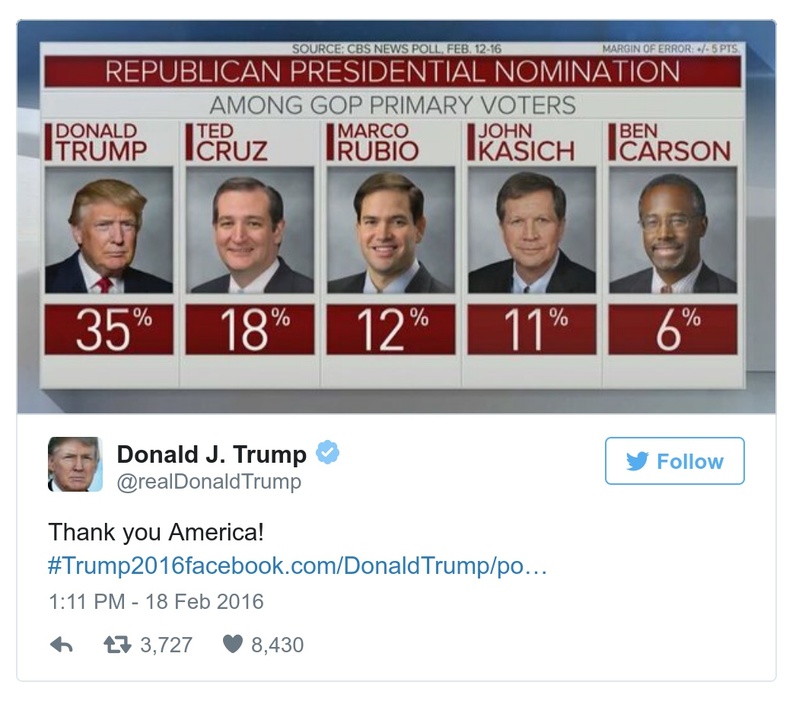 SOURCE: CBS NEWS POLL, FEB. 12-16
MARGIN OF ERROR: +/- 5 PTS.
REPUBLICAN PRESIDENTIAL NOMINATION
AMONG GOP PRIMARY VOTERS
DONALD TRUMP
TED CRUZ
MARCO RUBIO
JOHN KASICH
BEN CARSON
35%
18%
12%
11%
6%
Donald J. Trump
@realDonaldTrump
Follow
Thank you America!
#Trump2016facebook.com/DonaldTrump/po…
1:11 PM - 18 Feb 2016
3,727
8,430